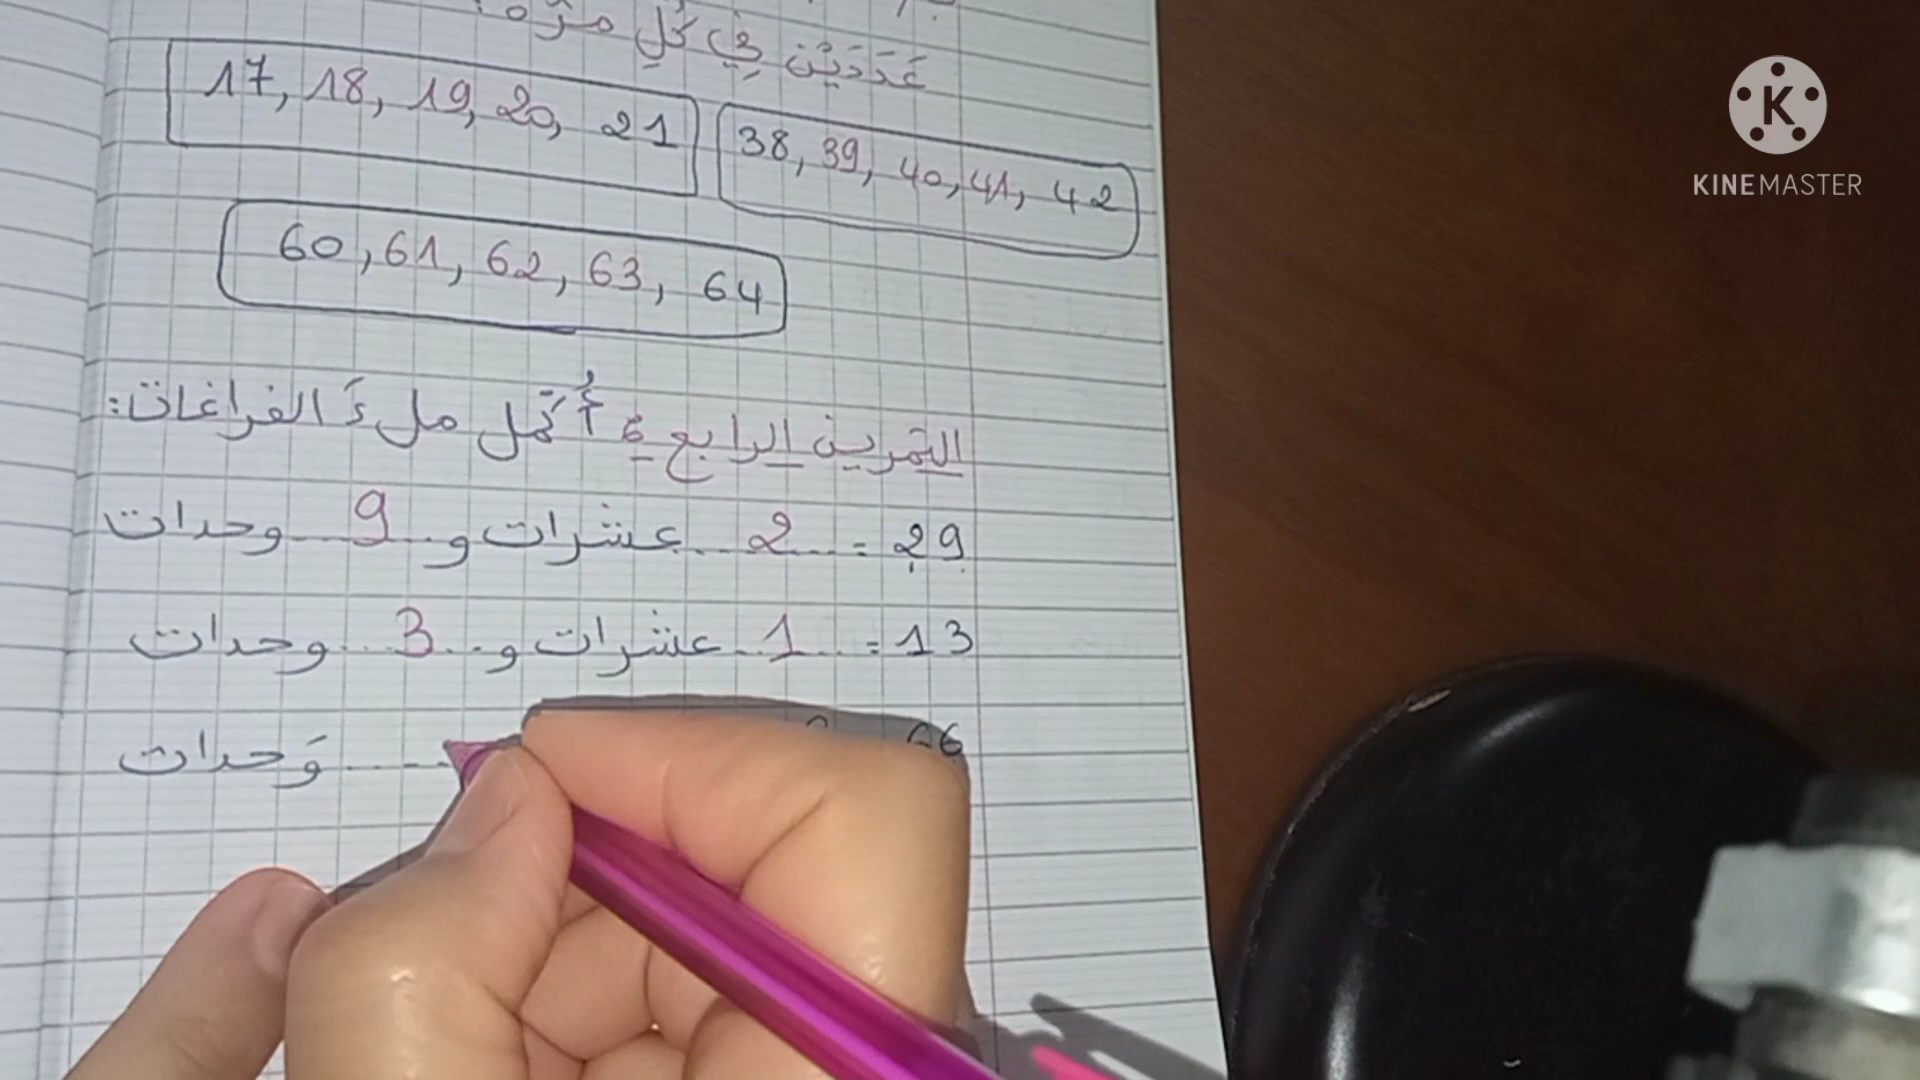 عَدَدَيْن فِي كُلِ مرّة
17, 18, 19, 20, 21
38, 39, 40, 41, 42
60, 61, 62, 63, 64
التمرين الرابع : أُكَمّل ملءَ الفراغات:
29 = ...2... عشرات و...9... وحدات
13 = ...1... عشرات و...3... وحدات
66 .... وَحدات
K
KINEMASTER